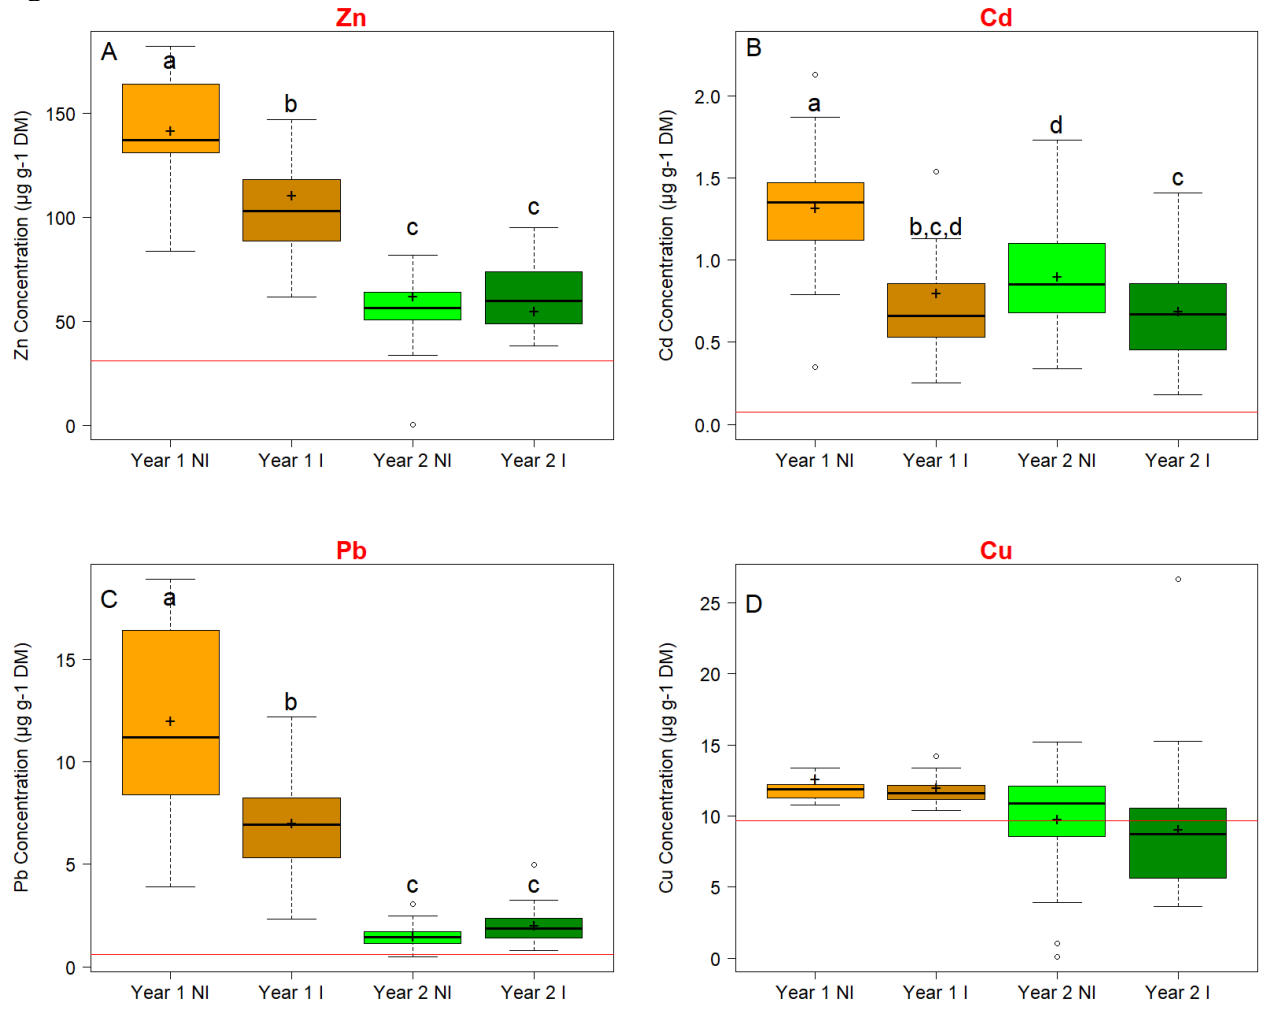 Zn
A
a
b
c
c
Zn Concentration (µg g-1 DM)
150
100
50
0
Year 1 NI
Year 1 I
Year 2 NI
Year 2 I
Cd
B
a
b,c,d
d
c
Cd Concentration (µg g-1 DM)
2.0
1.5
1.0
0.5
0.0
Year 1 NI
Year 1 I
Year 2 NI
Year 2 I
Pb
C
a
b
c
c
Pb Concentration (µg g-1 DM)
15
10
5
0
Year 1 NI
Year 1 I
Year 2 NI
Year 2 I
Cu
D
Cu Concentration (µg g-1 DM)
25
20
15
10
5
0
Year 1 NI
Year 1 I
Year 2 NI
Year 2 I